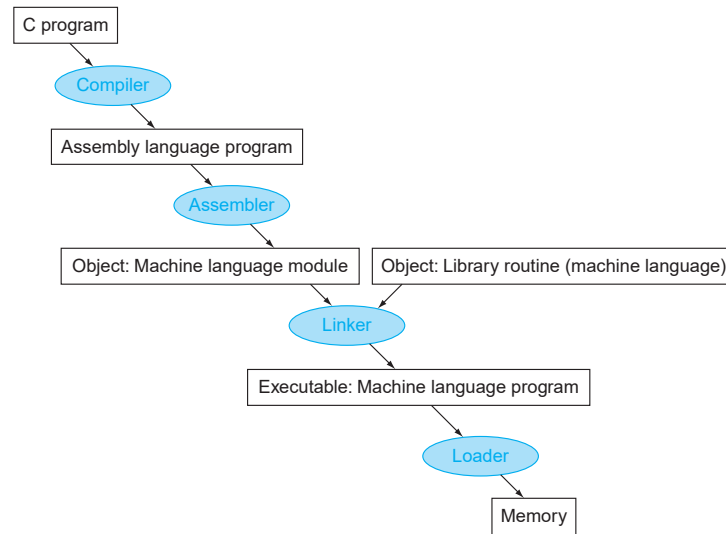 C program
Compiler
Assembly language program
Assembler
Object: Machine language module
Object: Library routine (machine language)
Linker
Executable: Machine language program
Loader
Memory